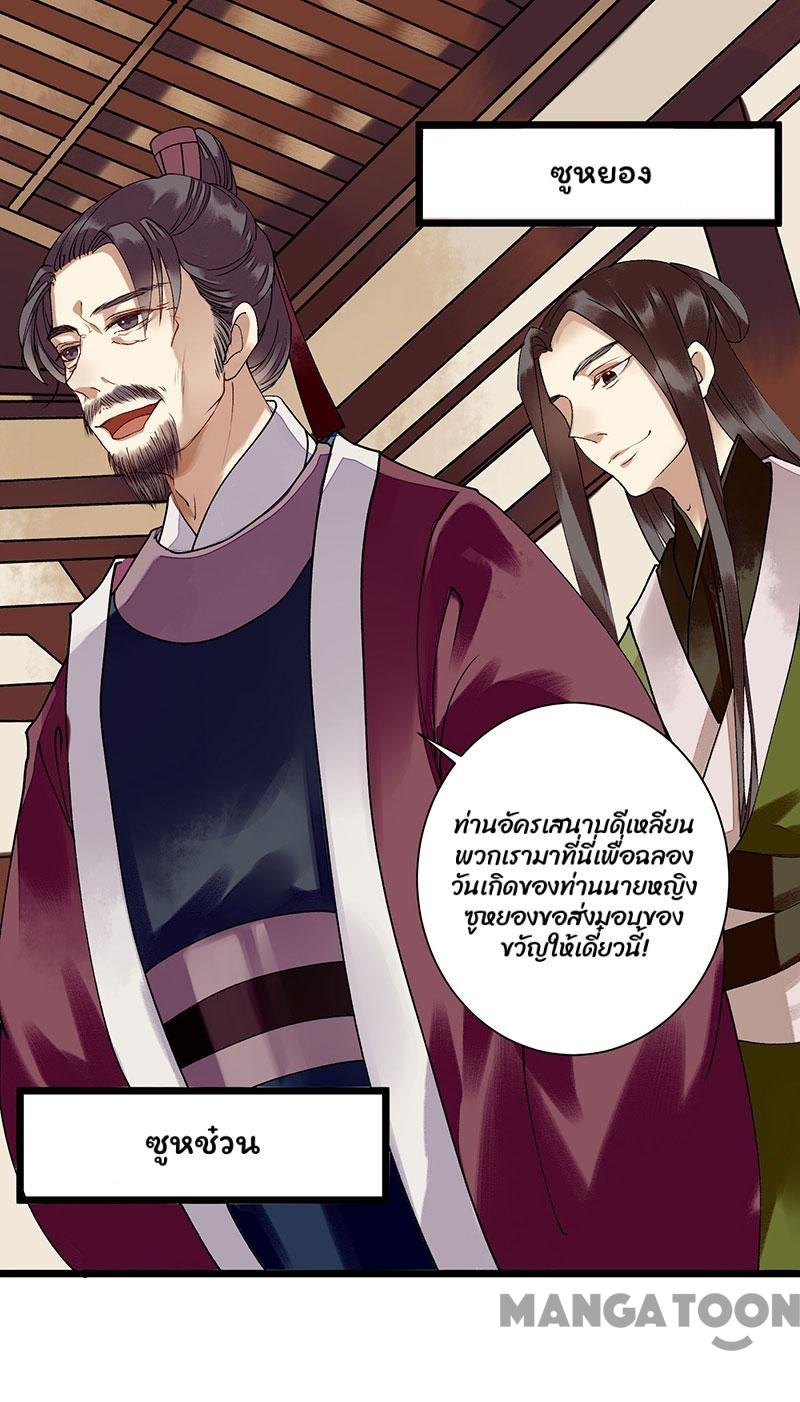 ซูหยอง
ท่านอัครเสนาบดีเหลียน
พวกเรามาที่นี่เพื่อฉลอง
วันเกิดของท่านนายหญิง
ซูหยองขอส่งมอบของ
ขวัญให้เดี๋ยวนี้!
ซูหช๋วน
MANGATOON